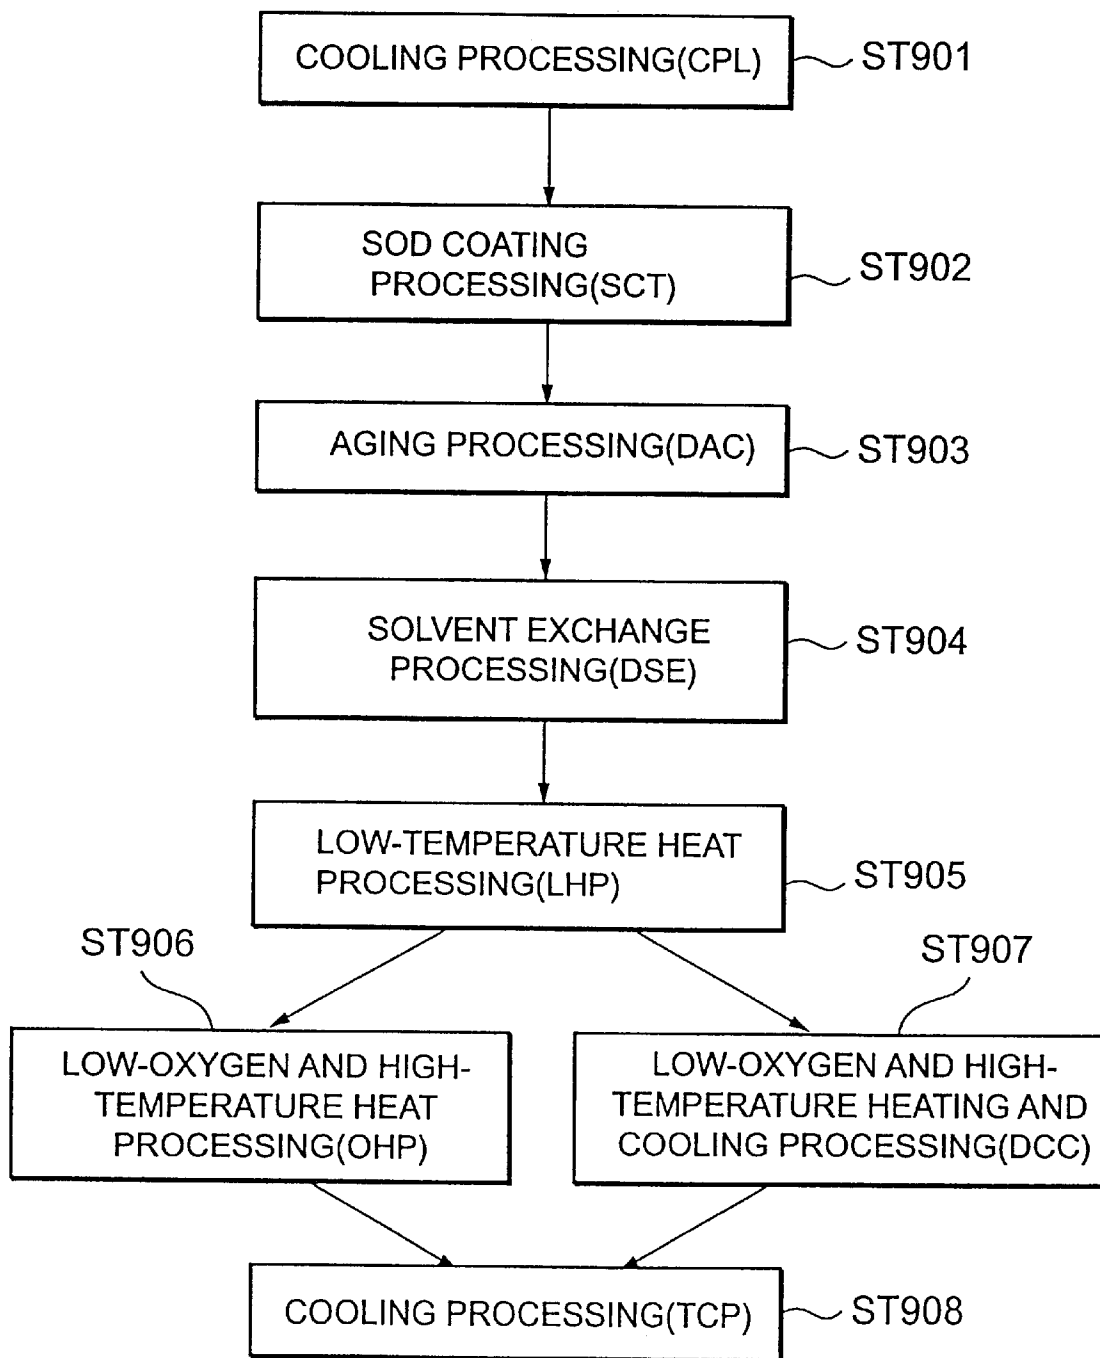 COOLING PROCESSING(CPL)
ST901
SOD COATING
PROCESSING(SCT)
ST902
AGING PROCESSING(DAC)
ST903
SOLVENT EXCHANGE
PROCESSING(DSE)
ST904
LOW-TEMPERATURE HEAT
PROCESSING(LHP)
ST905
ST906
ST907
LOW-OXYGEN AND HIGH-
TEMPERATURE HEAT
PROCESSING(OHP)
LOW-OXYGEN AND HIGH-
TEMPERATURE HEATING AND
COOLING PROCESSING(DCC)
COOLING PROCESSING(TCP)
ST908